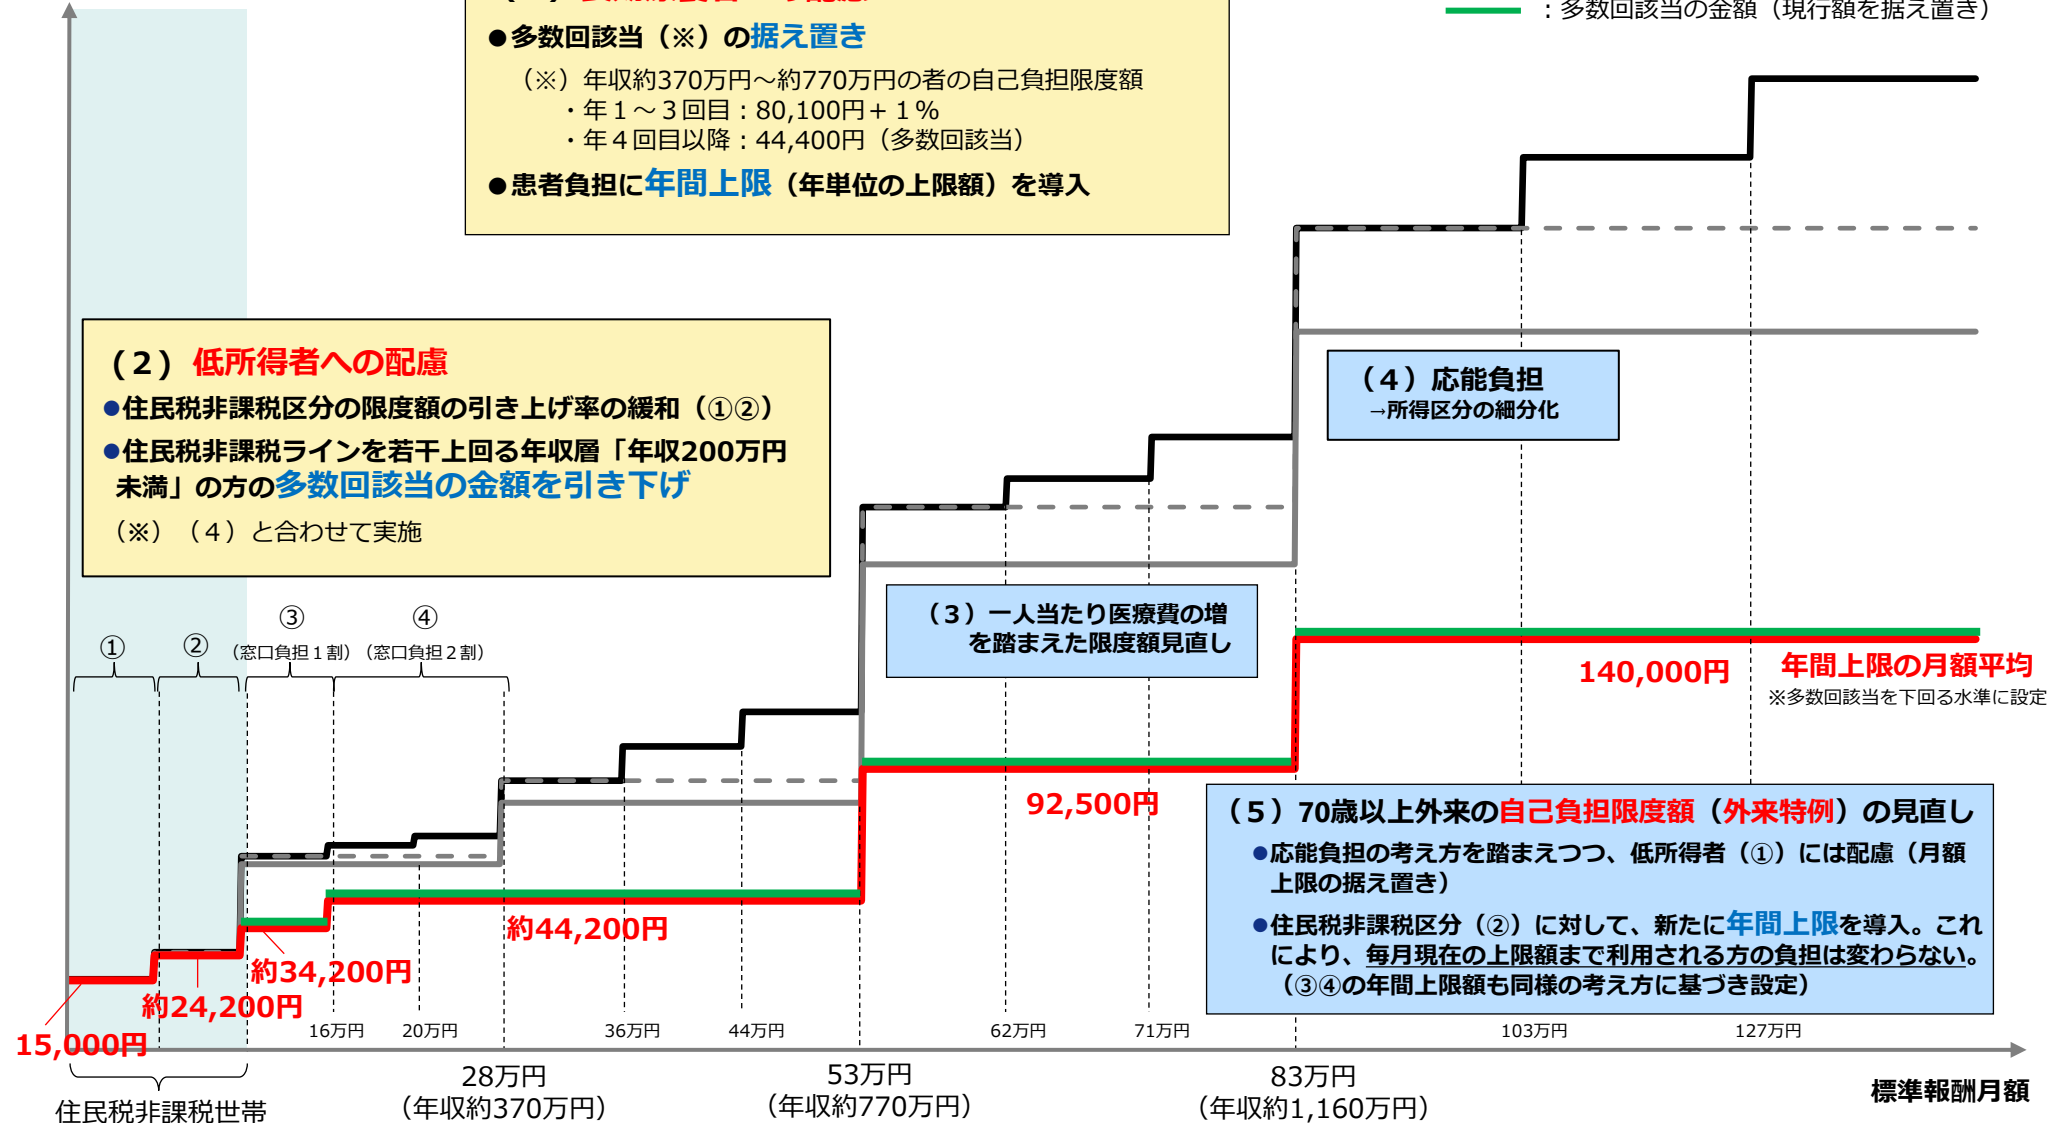 ：多数回該当の金額（現行額を据え置き）
●多数回該当（※）の据え置き
（※）年収約370万円～約770万円の者の自己負担限度額
・年１～３回目：80,100円＋１％
・年４回目以降：44,400円（多数回該当）
●患者負担に年間上限（年単位の上限額）を導入
（２）低所得者への配慮
●住民税非課税区分の限度額の引き上げ率の緩和（①②）
●住民税非課税ラインを若干上回る年収層「年収200万円
未満」の方の多数回該当の金額を引き下げ
（※）（４）と合わせて実施
（４）応能負担
→所得区分の細分化
（３）一人当たり医療費の増
を踏まえた限度額見直し
①
②
③
（窓口負担１割）
④
（窓口負担２割）
140,000円
年間上限の月額平均
※多数回該当を下回る水準に設定
92,500円
約44,200円
約34,200円
約24,200円
15,000円
（５）70歳以上外来の自己負担限度額（外来特例）の見直し
●応能負担の考え方を踏まえつつ、低所得者（①）には配慮（月額
上限の据え置き）
●住民税非課税区分（②）に対して、新たに年間上限を導入。これ
により、毎月現在の上限額まで利用される方の負担は変わらない。
（③④の年間上限額も同様の考え方に基づき設定）
16万円
20万円
36万円
44万円
62万円
71万円
103万円
127万円
28万円
（年収約370万円）
53万円
（年収約770万円）
83万円
（年収約1,160万円）
標準報酬月額
住民税非課税世帯